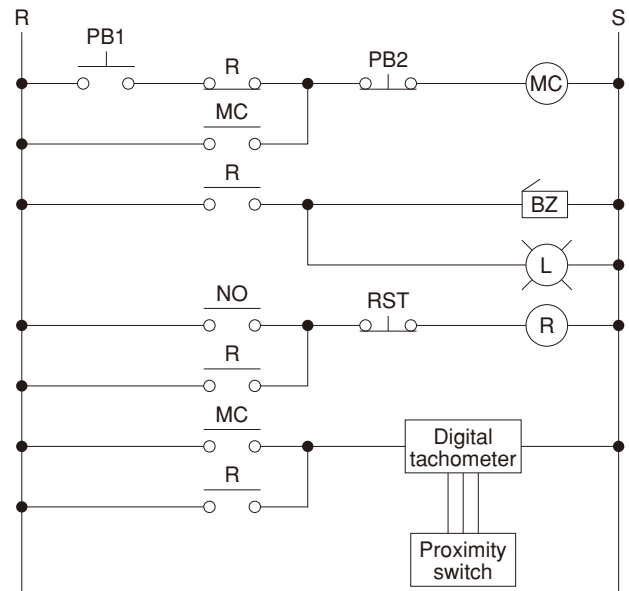 R
S
PB1
R
PB2
MC
MC
R
BZ
L
NO
RST
R
R
MC
Digital
tachometer
R
Proximity
switch